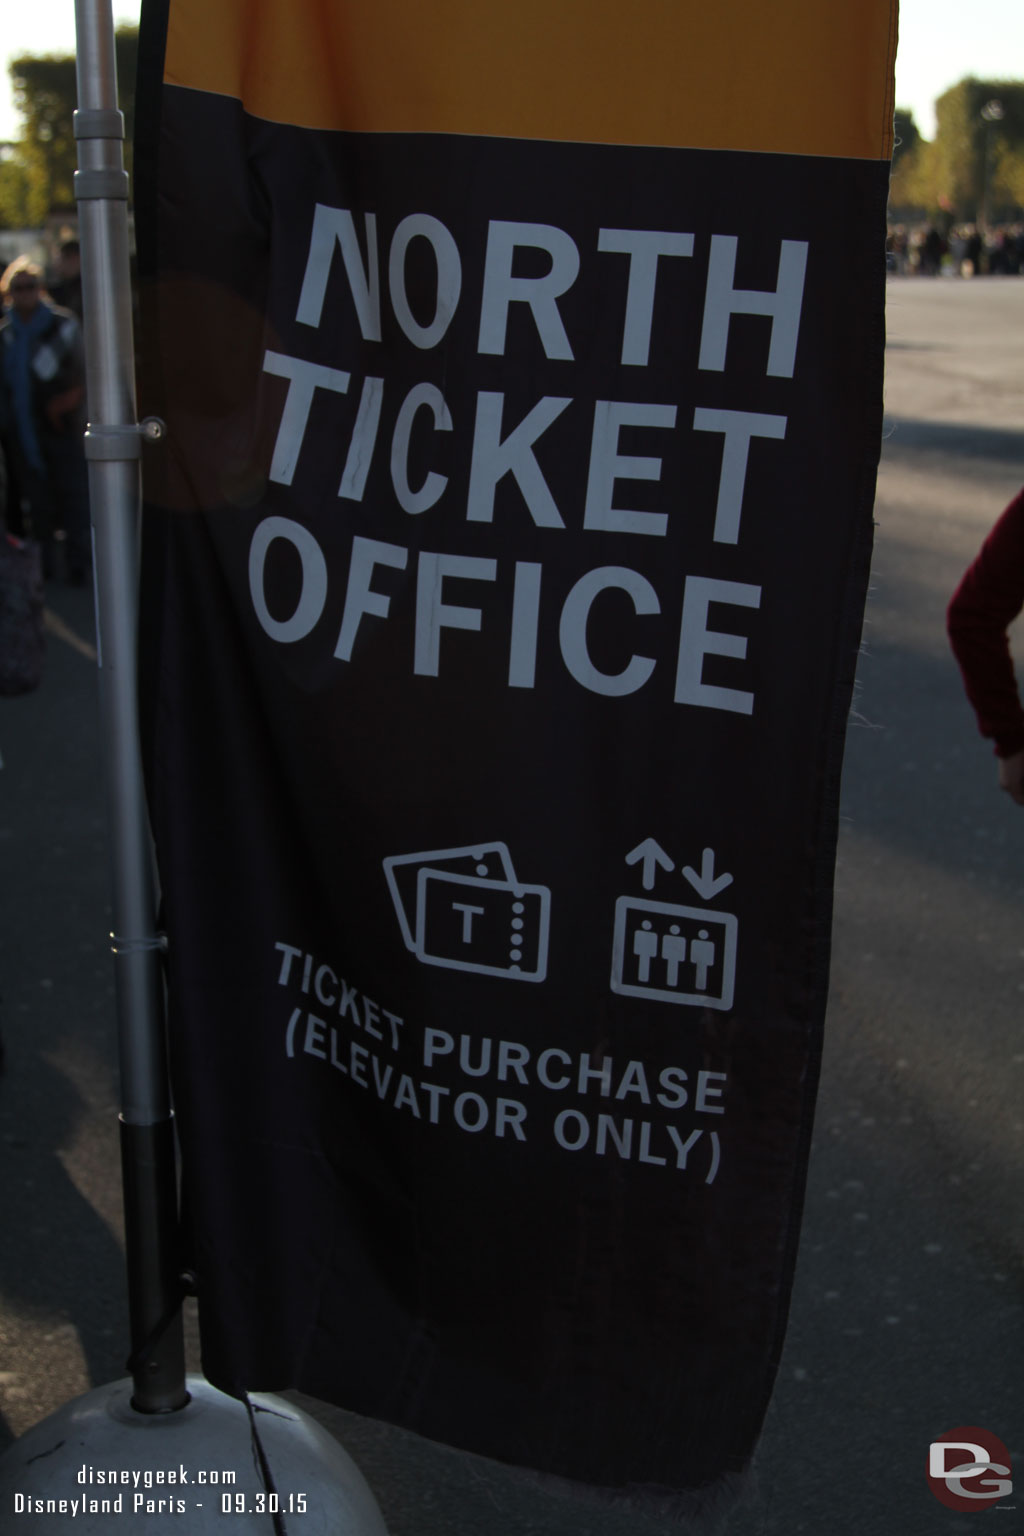 NORTH
TICKET
OFFICE
T
TICKET PURCHASE
(ELEVATOR ONLY)
disneygeek.com
Disneyland Paris - 09.30.15
DG